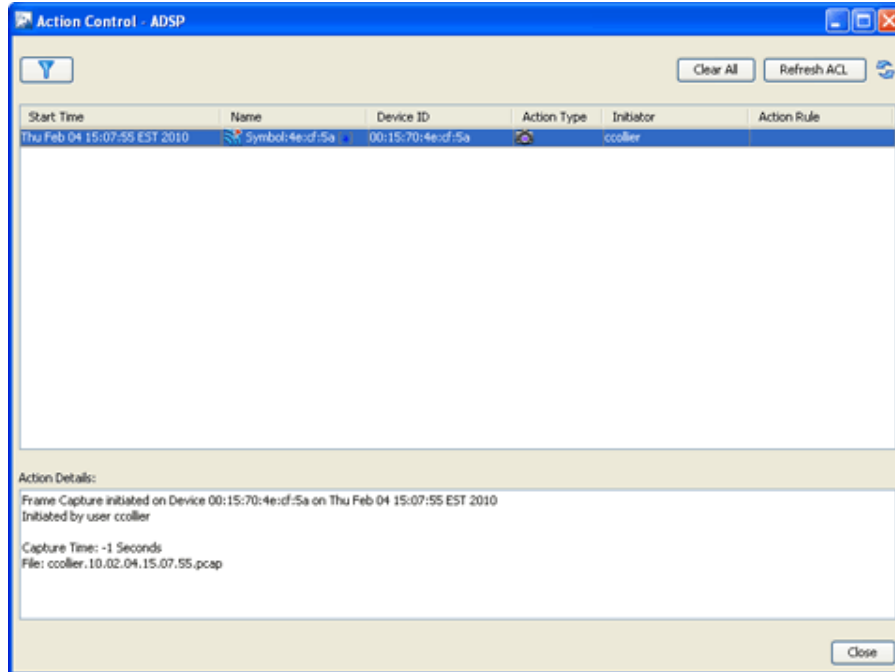 Action Control - ADSP
Clear All Refresh ACL
Start Time Name Device ID Action Type Initiator Action Rule
Thu Feb 04 15:07:55 EST 2010 Symbol:4e:cf:5a 00:15:70:4e:cf:5a ccollier
Action Details:
Frame Capture initiated on Device 00:15:70:4e:cf:5a on Thu Feb 04 15:07:55 EST 2010
Initiated by user ccollier
Capture Time: -1 Seconds
File: ccollier.10.02.04.15.07.55.pcap
Close